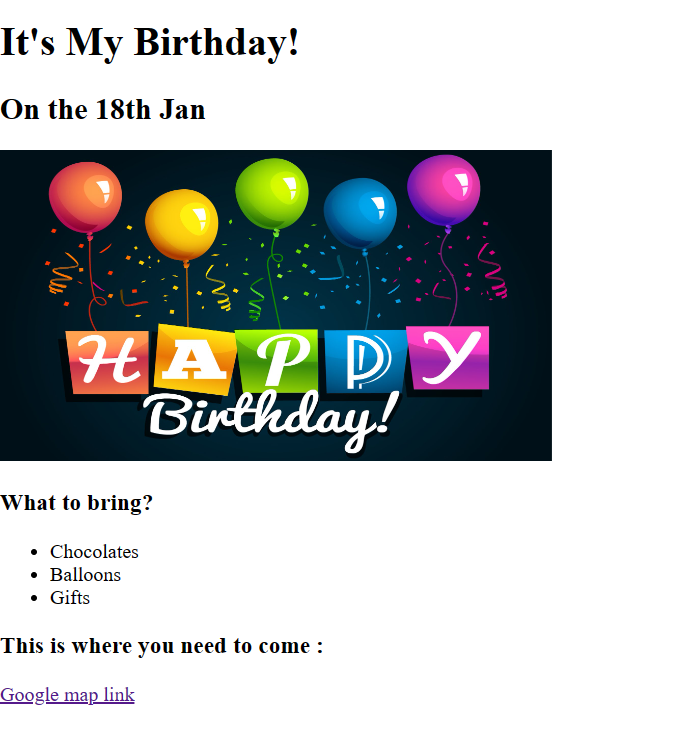 It's My Birthday!
On the 18th Jan
HAPPY
Birthday!
What to bring?
Chocolates
Balloons
Gifts
This is where you need to come :
Google map link